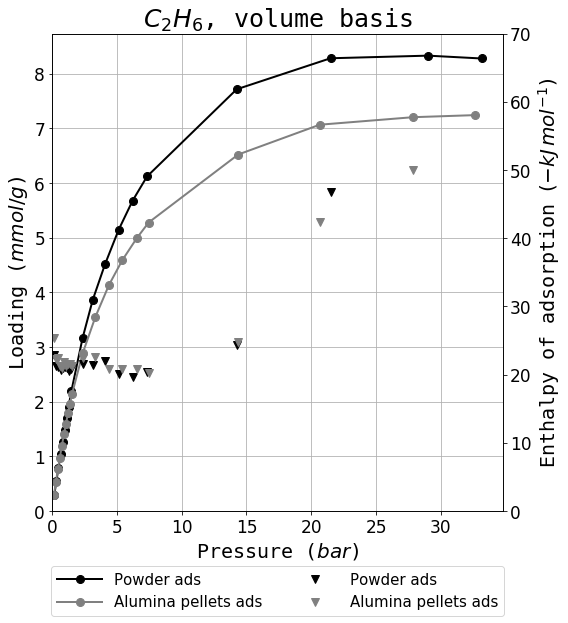 C₂H₆, volume basis
Loading (mmol/g)
8
7
6
5
4
3
2
1
0
70
60
50
40
30
20
10
0
Enthalpy of adsorption (−kJ mol⁻¹)
0 5 10 15 20 25 30
Pressure (bar)
Powder ads Powder ads
Alumina pellets ads Alumina pellets ads